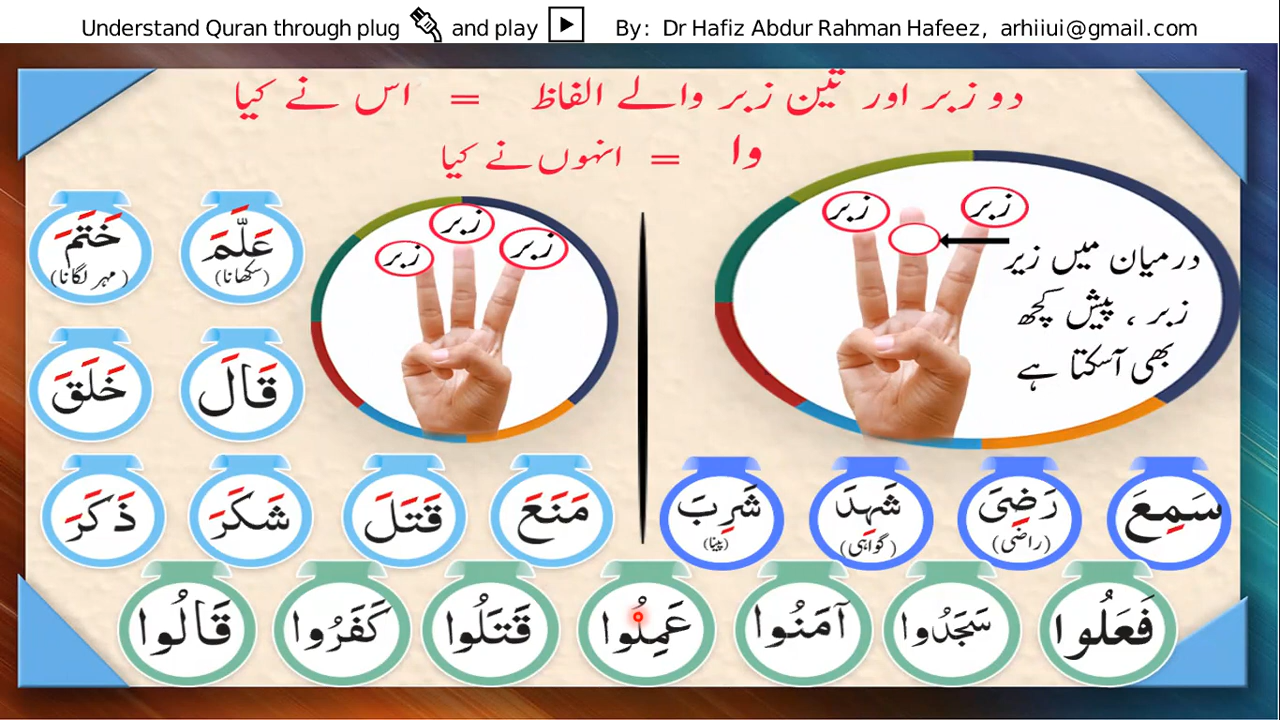 Understand Quran through plug and play By: Dr Hafiz Abdur Rahman Hafeez, arhiiui@gmail.com
دو زبر اور تین زبر والے الفاظ = اس نے کیا
وا = انہوں نے کیا
زبر
زبر
زبر
زبر
زبر
درمیان میں زیر
زبر ، پیش کچھ
بھی آسکتا ہے
عَلَّمَ
(سکھانا)
خَتَمَ
(مہر لگانا)
قَالَ
خَلَقَ
سَمِعَ
رَضِیَ
(راضی)
شَهِدَ
(گواہی)
شَرِبَ
(پینا)
مَنَعَ
قَتَلَ
شَكَرَ
ذَكَرَ
فَعَلُوا
سَجَدُوا
آمَنُوا
عَمِلُوا
قَتَلُوا
كَفَرُوا
قَالُوا